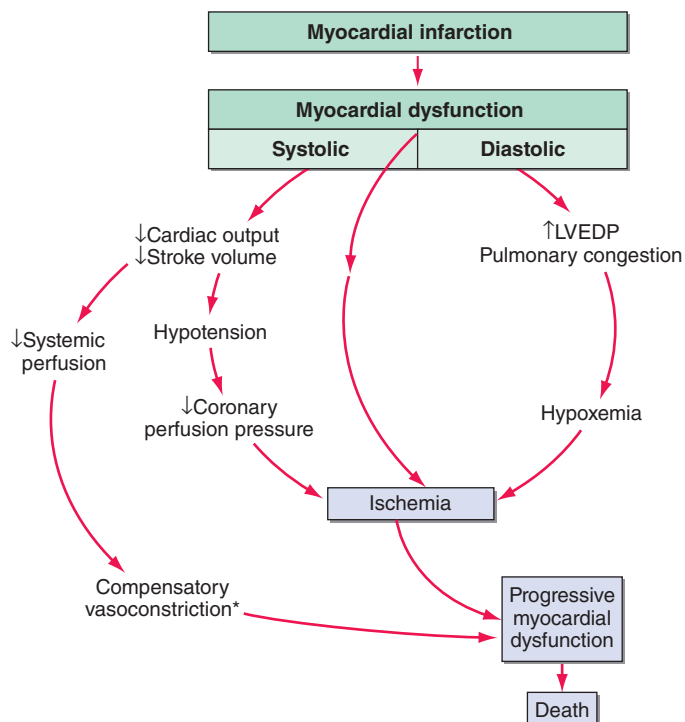 Myocardial infarction
Myocardial dysfunction
Systolic
Diastolic
↓Cardiac output
↓Stroke volume
↑LVEDP
Pulmonary congestion
↓Systemic
perfusion
Hypotension
↓Coronary
perfusion pressure
Hypoxemia
Ischemia
Compensatory
vasoconstriction*
Progressive
myocardial
dysfunction
Death